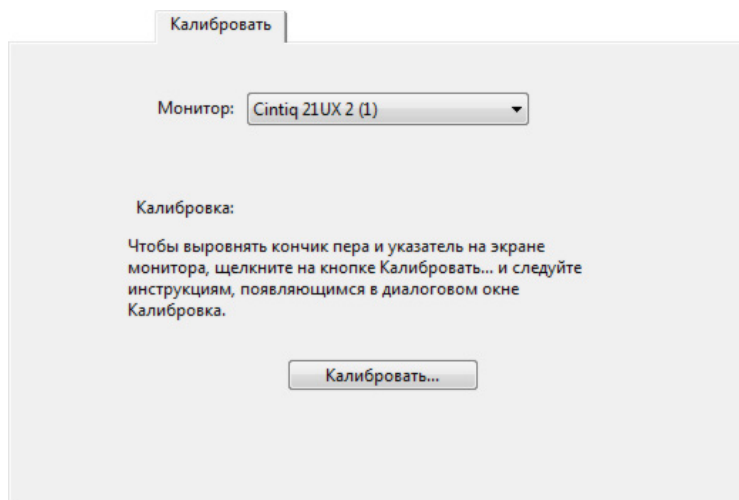 Калибровать
Монитор: Cintiq 21UX 2 (1)
Калибровка:
Чтобы выровнять кончик пера и указатель на экране
монитора, щелкните на кнопке Калибровать... и следуйте
инструкциям, появляющимся в диалоговом окне
Калибровка.
Калибровать...